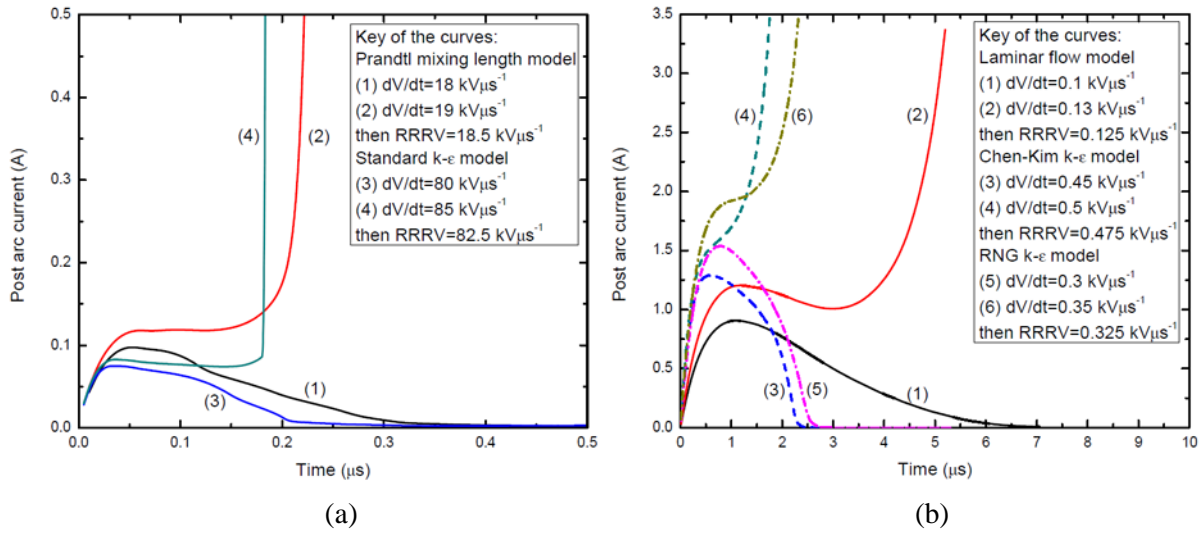 0.5
0.4
0.3
0.2
0.1
0.0
Post arc current (A)
0.0 0.1 0.2 0.3 0.4 0.5
Time (μs)
Key of the curves:
Prandtl mixing length model
(1) dV/dt=18 kVμs⁻¹
(2) dV/dt=19 kVμs⁻¹
then RRRV=18.5 kVμs⁻¹
Standard k-ε model
(3) dV/dt=80 kVμs⁻¹
(4) dV/dt=85 kVμs⁻¹
then RRRV=82.5 kVμs⁻¹
(4)
(2)
(1)
(3)
(a)
3.5
3.0
2.5
2.0
1.5
1.0
0.5
0.0
Post arc current (A)
0 1 2 3 4 5 6 7 8 9 10
Time (μs)
Key of the curves:
Laminar flow model
(1) dV/dt=0.1 kVμs⁻¹
(2) dV/dt=0.13 kVμs⁻¹
then RRRV=0.125 kVμs⁻¹
Chen-Kim k-ε model
(3) dV/dt=0.45 kVμs⁻¹
(4) dV/dt=0.5 kVμs⁻¹
then RRRV=0.475 kVμs⁻¹
RNG k-ε model
(5) dV/dt=0.3 kVμs⁻¹
(6) dV/dt=0.35 kVμs⁻¹
then RRRV=0.325 kVμs⁻¹
(4)
(6)
(2)
(3)
(5)
(1)
(b)